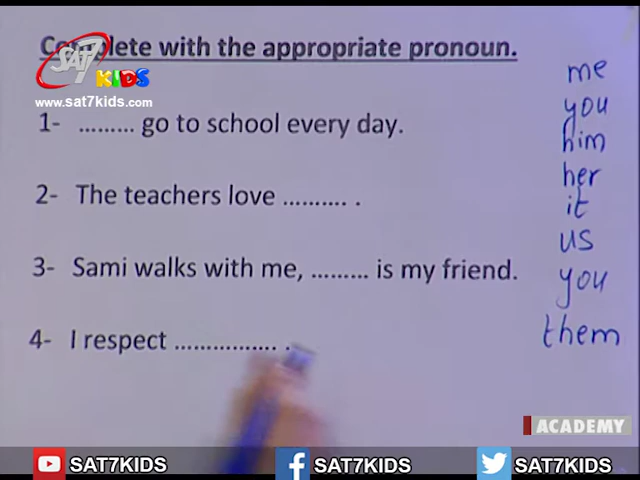 Complete with the appropriate pronoun.
SAT7
KIDS
www.sat7kids.com
1- ......... go to school every day.
2- The teachers love .......... .
3- Sami walks with me, ......... is my friend.
4- I respect ................ .
me
you
him
her
it
us
you
them
ACADEMY
SAT7KIDS
SAT7KIDS
SAT7KIDS